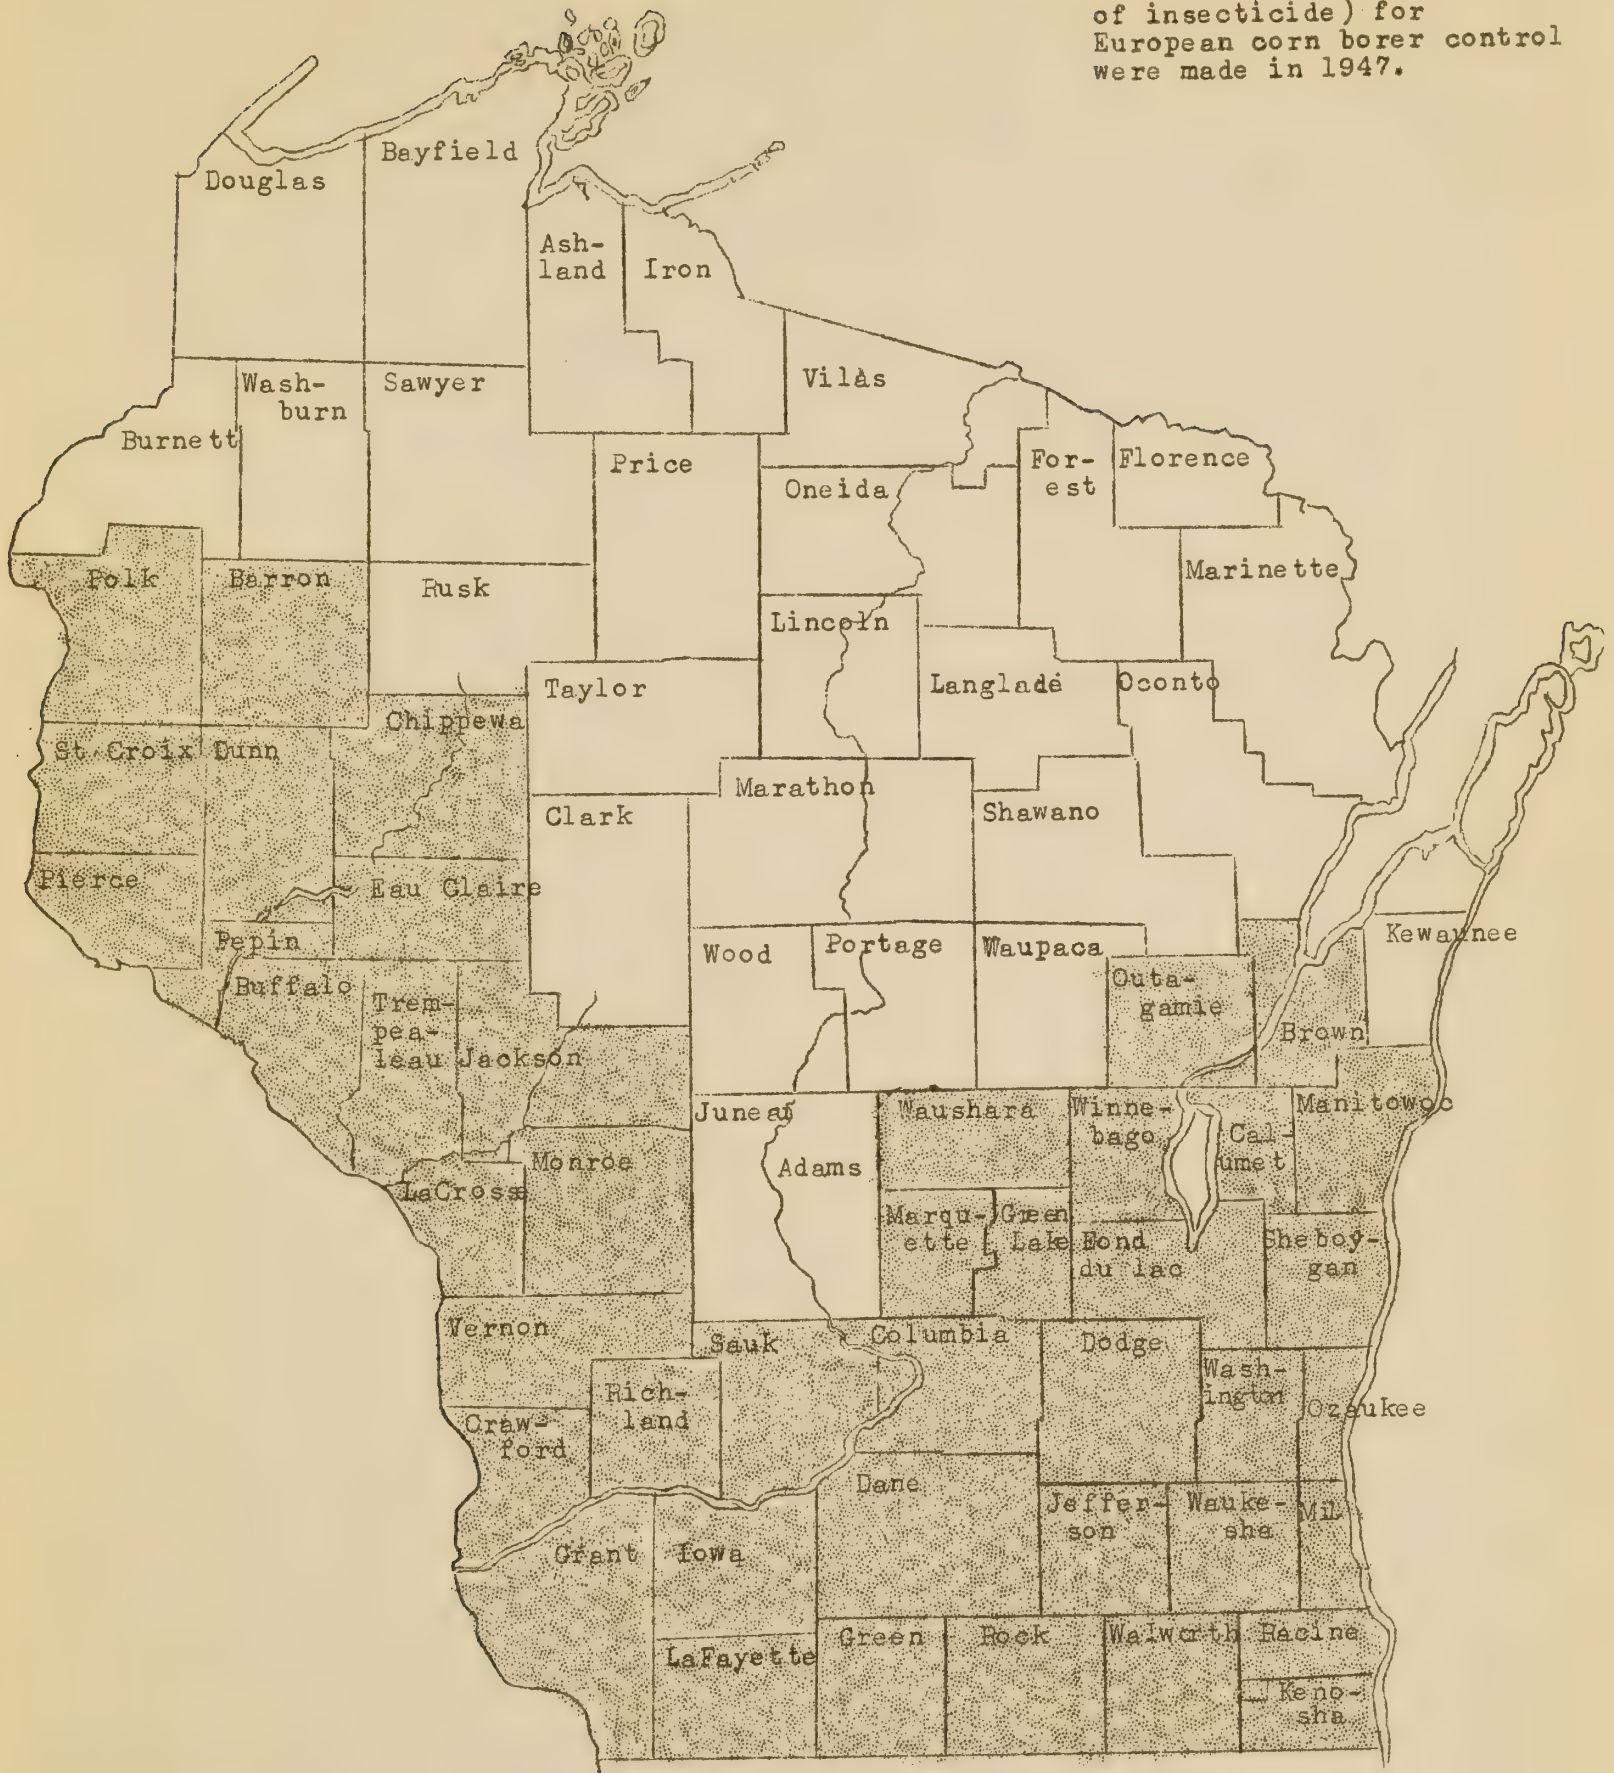 of insecticide) for
European corn borer control
were made in 1947.
Bayfield
Douglas
Ash-
land
Iron
Vilas
Wash-
burn
Sawyer
Burnett
Price
Oneida
For-
est
Florence
Marinette
Polk
Barron
Rusk
Lincoln
Taylor
Langlade
Oconto
Chippewa
St. Croix
Dunn
Marathon
Clark
Shawano
Pierce
Eau Claire
Pepin
Wood
Portage
Waupaca
Kewaunee
Buffalo
Trem-
pea-
leau
Jackson
Outa-
gamie
Brown
Juneau
Adams
Waushara
Winne-
bago
Cal-
umet
Manitowoc
Monroe
LaCrosse
Marqu-
ette
Green
Lake
Fond
du lac
Sheboy-
gan
Vernon
Sauk
Columbia
Dodge
Wash-
ington
Ozaukee
Rich-
land
Craw-
ford
Dane
Jeffer-
son
Wauke-
sha
Mil
Grant
Iowa
LaFayette
Green
Rock
Walworth
Racine
Keno-
sha